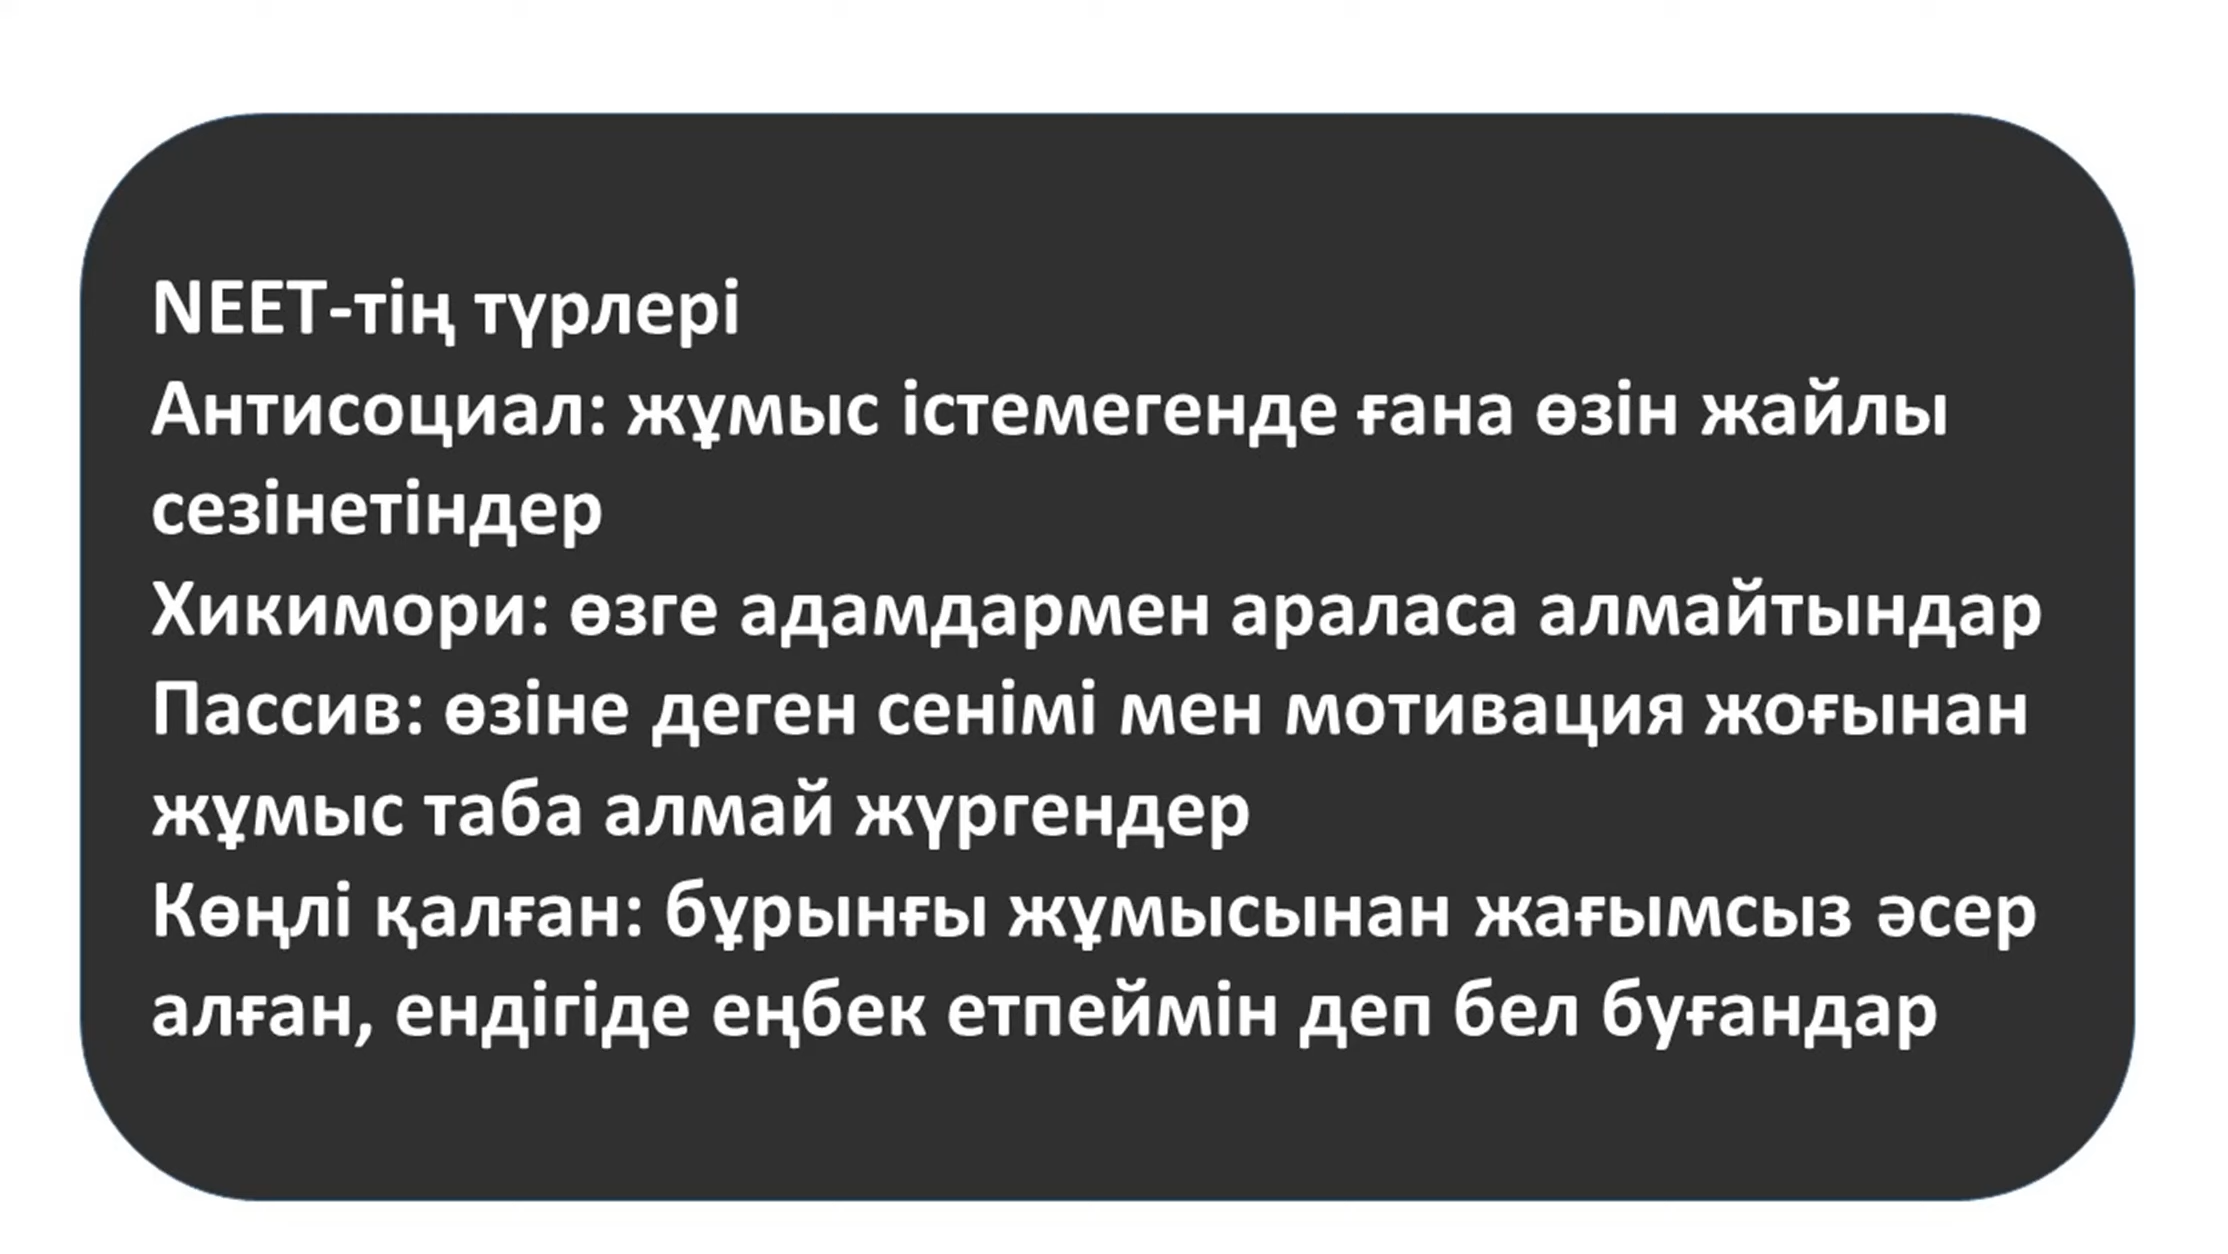 NEET-тің түрлері
Антисоциал: жұмыс істемегенде ғана өзін жайлы
сезінетіндер
Хикимори: өзге адамдармен араласа алмайтындар
Пассив: өзіне деген сенімі мен мотивация жоғынан
жұмыс таба алмай жүргендер
Көңлі қалған: бұрынғы жұмысынан жағымсыз әсер
алған, ендігіде еңбек етпеймін деп бел буғандар